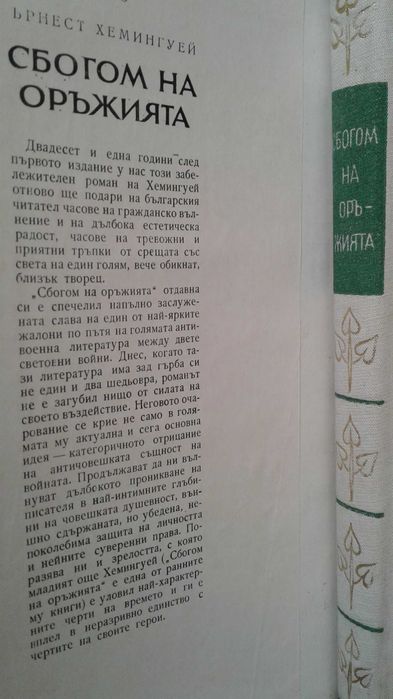 ЪРНЕСТ ХЕМИНГУЕЙ
СБОГОМ НА
ОРЪЖИЯТА
Двадесет и една години след
първото издание у нас този забе-
лежителен роман на Хемингуей
отново ще подари на българския
читател часове на гражданско въл-
нение и на дълбока естетическа
радост, часове на тревожни и
приятни тръпки от срещата със
света на един голям, вече обикнат,
близък творец.
„Сбогом на оръжията“ отдавна
си е спечелил напълно заслуже-
ната слава на един от най-ярките
жалони по пътя на голямата анти-
военна литература между двете
световни войни. Днес, когато та-
зи литература има зад гърба си
не един и два шедьовра, романът
не е загубил нищо от силата на
своето въздействие. Неговото оча-
рование се крие не само в голя-
мата му актуална и сега основна
идея — категоричното отрицание
на античовешката същност на
войната. Продължават да ни въл-
нуват дълбокото проникване на
писателя в най-интимните глъби-
ни на човешката душевност, вън-
шно сдържаната, но убедена, не-
поколебима защита на личността
и нейните суверенни права. По-
разява ни и зрелостта, с която
младият още Хемингуей („Сбогом
на оръжията“ е една от ранните
му книги) е уловил най-характер-
ните черти на времето и ги е
вплел в неразривно единство с
чертите на своите герои.
СБОГОМ
НА
ОРЪ-
ЖИЯТА